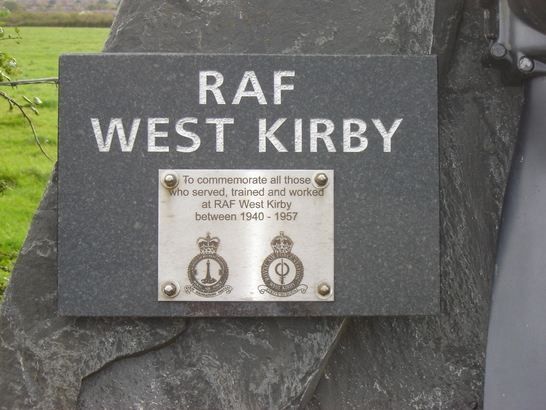 RAF
WEST KIRBY
To commemorate all those
who served, trained and worked
at RAF West Kirby
between 1940 - 1957